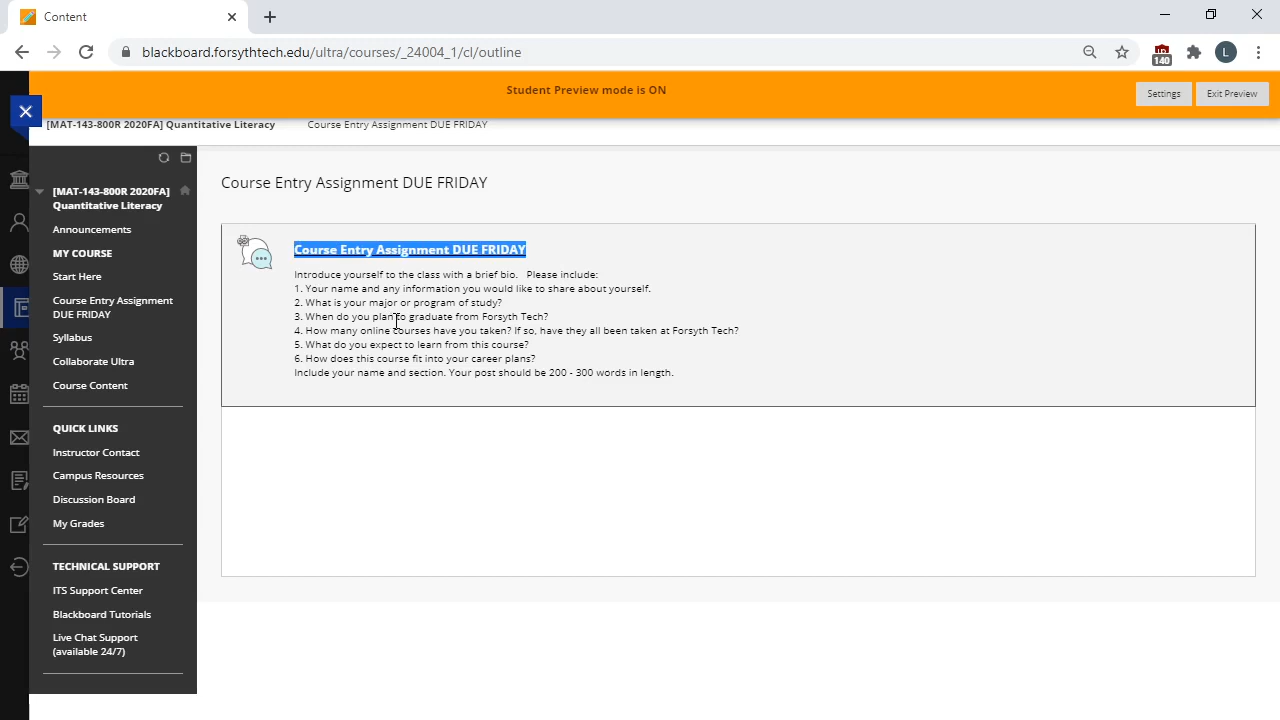 Content
blackboard.forsythtech.edu/ultra/courses/_24004_1/cl/outline
140
L
Student Preview mode is ON
Settings
Exit Preview
[MAT-143-800R 2020FA] Quantitative Literacy
Course Entry Assignment DUE FRIDAY
[MAT-143-800R 2020FA]
Quantitative Literacy
Announcements
MY COURSE
Start Here
Course Entry Assignment
DUE FRIDAY
Syllabus
Collaborate Ultra
Course Content
QUICK LINKS
Instructor Contact
Campus Resources
Discussion Board
My Grades
TECHNICAL SUPPORT
ITS Support Center
Blackboard Tutorials
Live Chat Support
(available 24/7)
Course Entry Assignment DUE FRIDAY
Course Entry Assignment DUE FRIDAY
Introduce yourself to the class with a brief bio. Please include:
1. Your name and any information you would like to share about yourself.
2. What is your major or program of study?
3. When do you plan to graduate from Forsyth Tech?
4. How many online courses have you taken? If so, have they all been taken at Forsyth Tech?
5. What do you expect to learn from this course?
6. How does this course fit into your career plans?
Include your name and section. Your post should be 200 - 300 words in length.